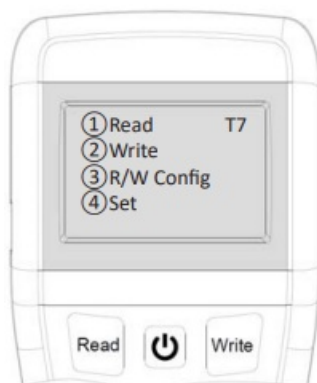 ①Read T7
②Write
③R/W Config
④Set
Read Write